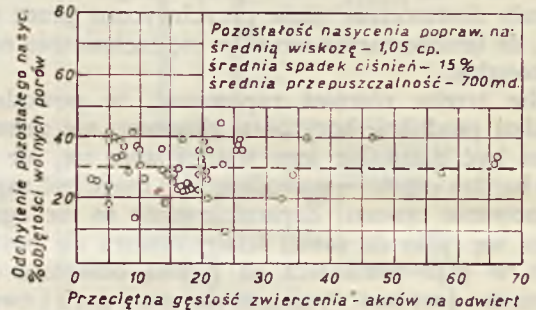 Odchylenie pozostałego nasyc.
% objętości wolnych porów
80
60
40
20
0
Pozostałość nasycenia popraw. na:
średnią wiskozę – 1,05 cp.
średnia spadek ciśnień – 15%
średnia przepuszczalność – 700 md.
0 10 20 30 40 50 60 70
Przeciętna gęstość zwiercenia - akrów na odwiert